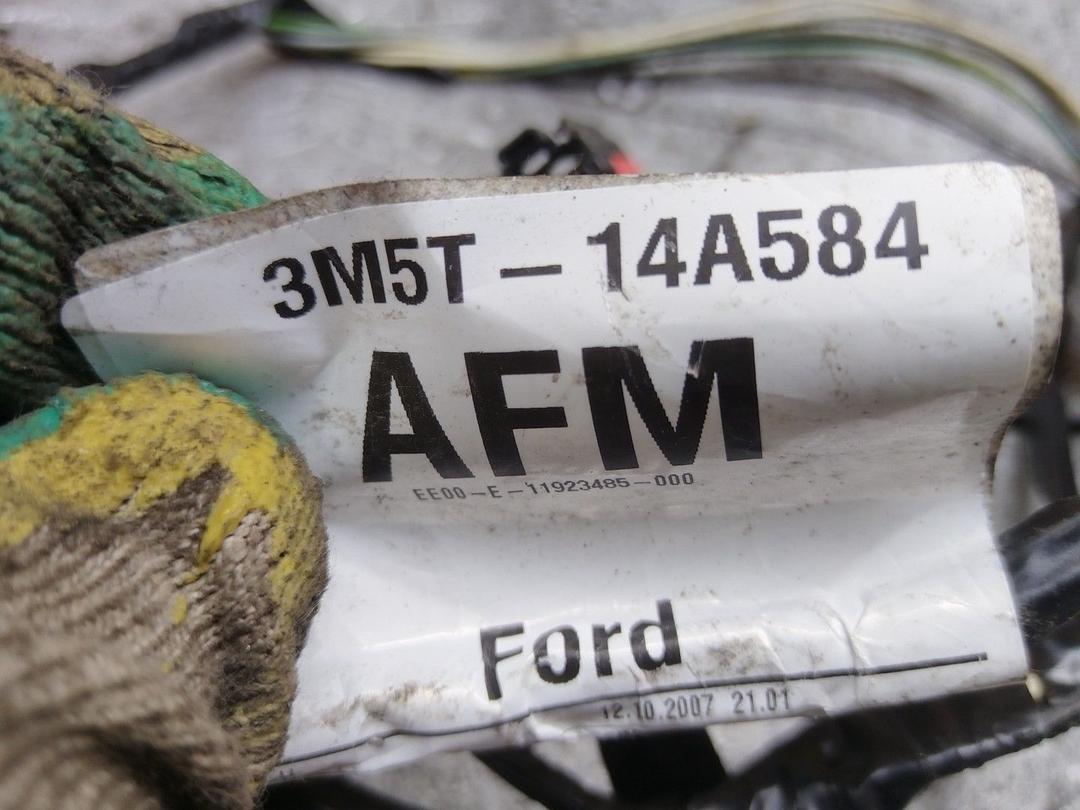 3M5T - 14A584
AFM
EE00-E-11923485-000
Ford
12.10.2007 21.01